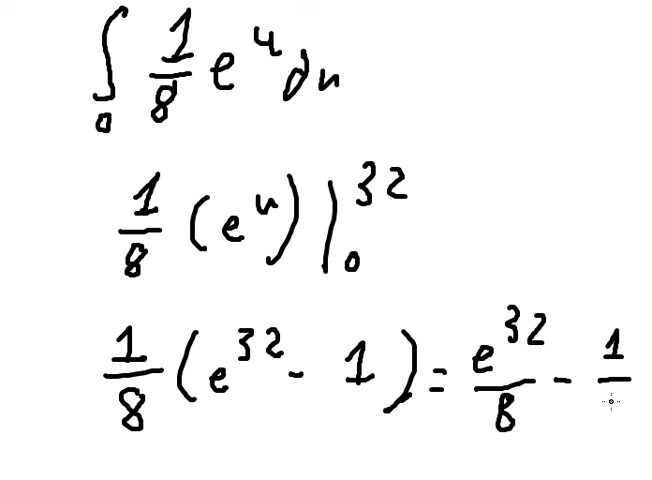 ∫₀ 1/8 e^u du
1/8 (e^u) |₀^32
1/8 (e^32 - 1) = e^32/8 - 1/